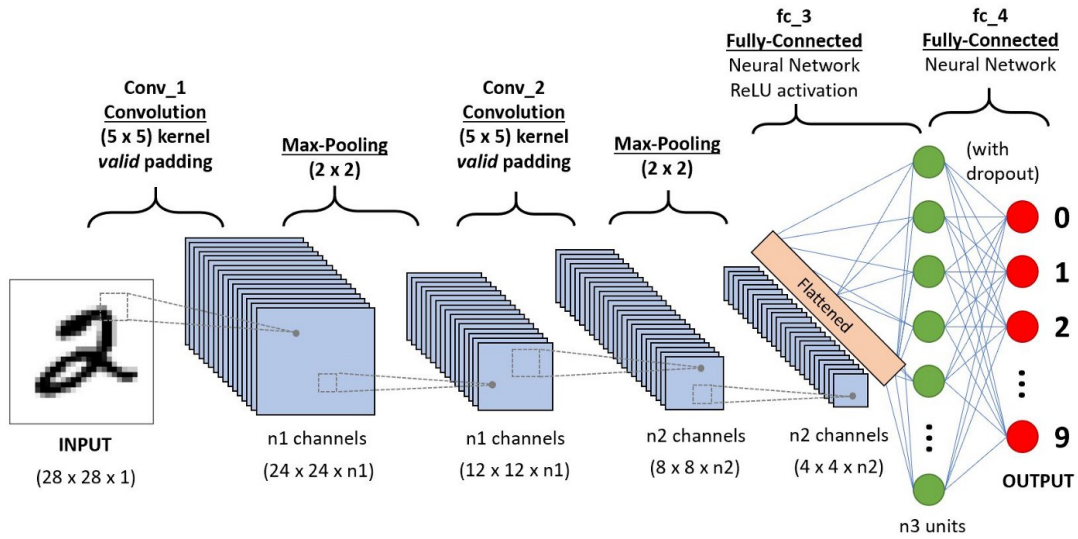 fc_3
Fully-Connected
Neural Network
ReLU activation
fc_4
Fully-Connected
Neural Network
Conv_1
Convolution
(5 x 5) kernel
valid padding
Max-Pooling
(2 x 2)
Conv_2
Convolution
(5 x 5) kernel
valid padding
Max-Pooling
(2 x 2)
(with
dropout)
0
1
2
9
Flattened
INPUT
(28 x 28 x 1)
n1 channels
(24 x 24 x n1)
n1 channels
(12 x 12 x n1)
n2 channels
(8 x 8 x n2)
n2 channels
(4 x 4 x n2)
OUTPUT
n3 units
2